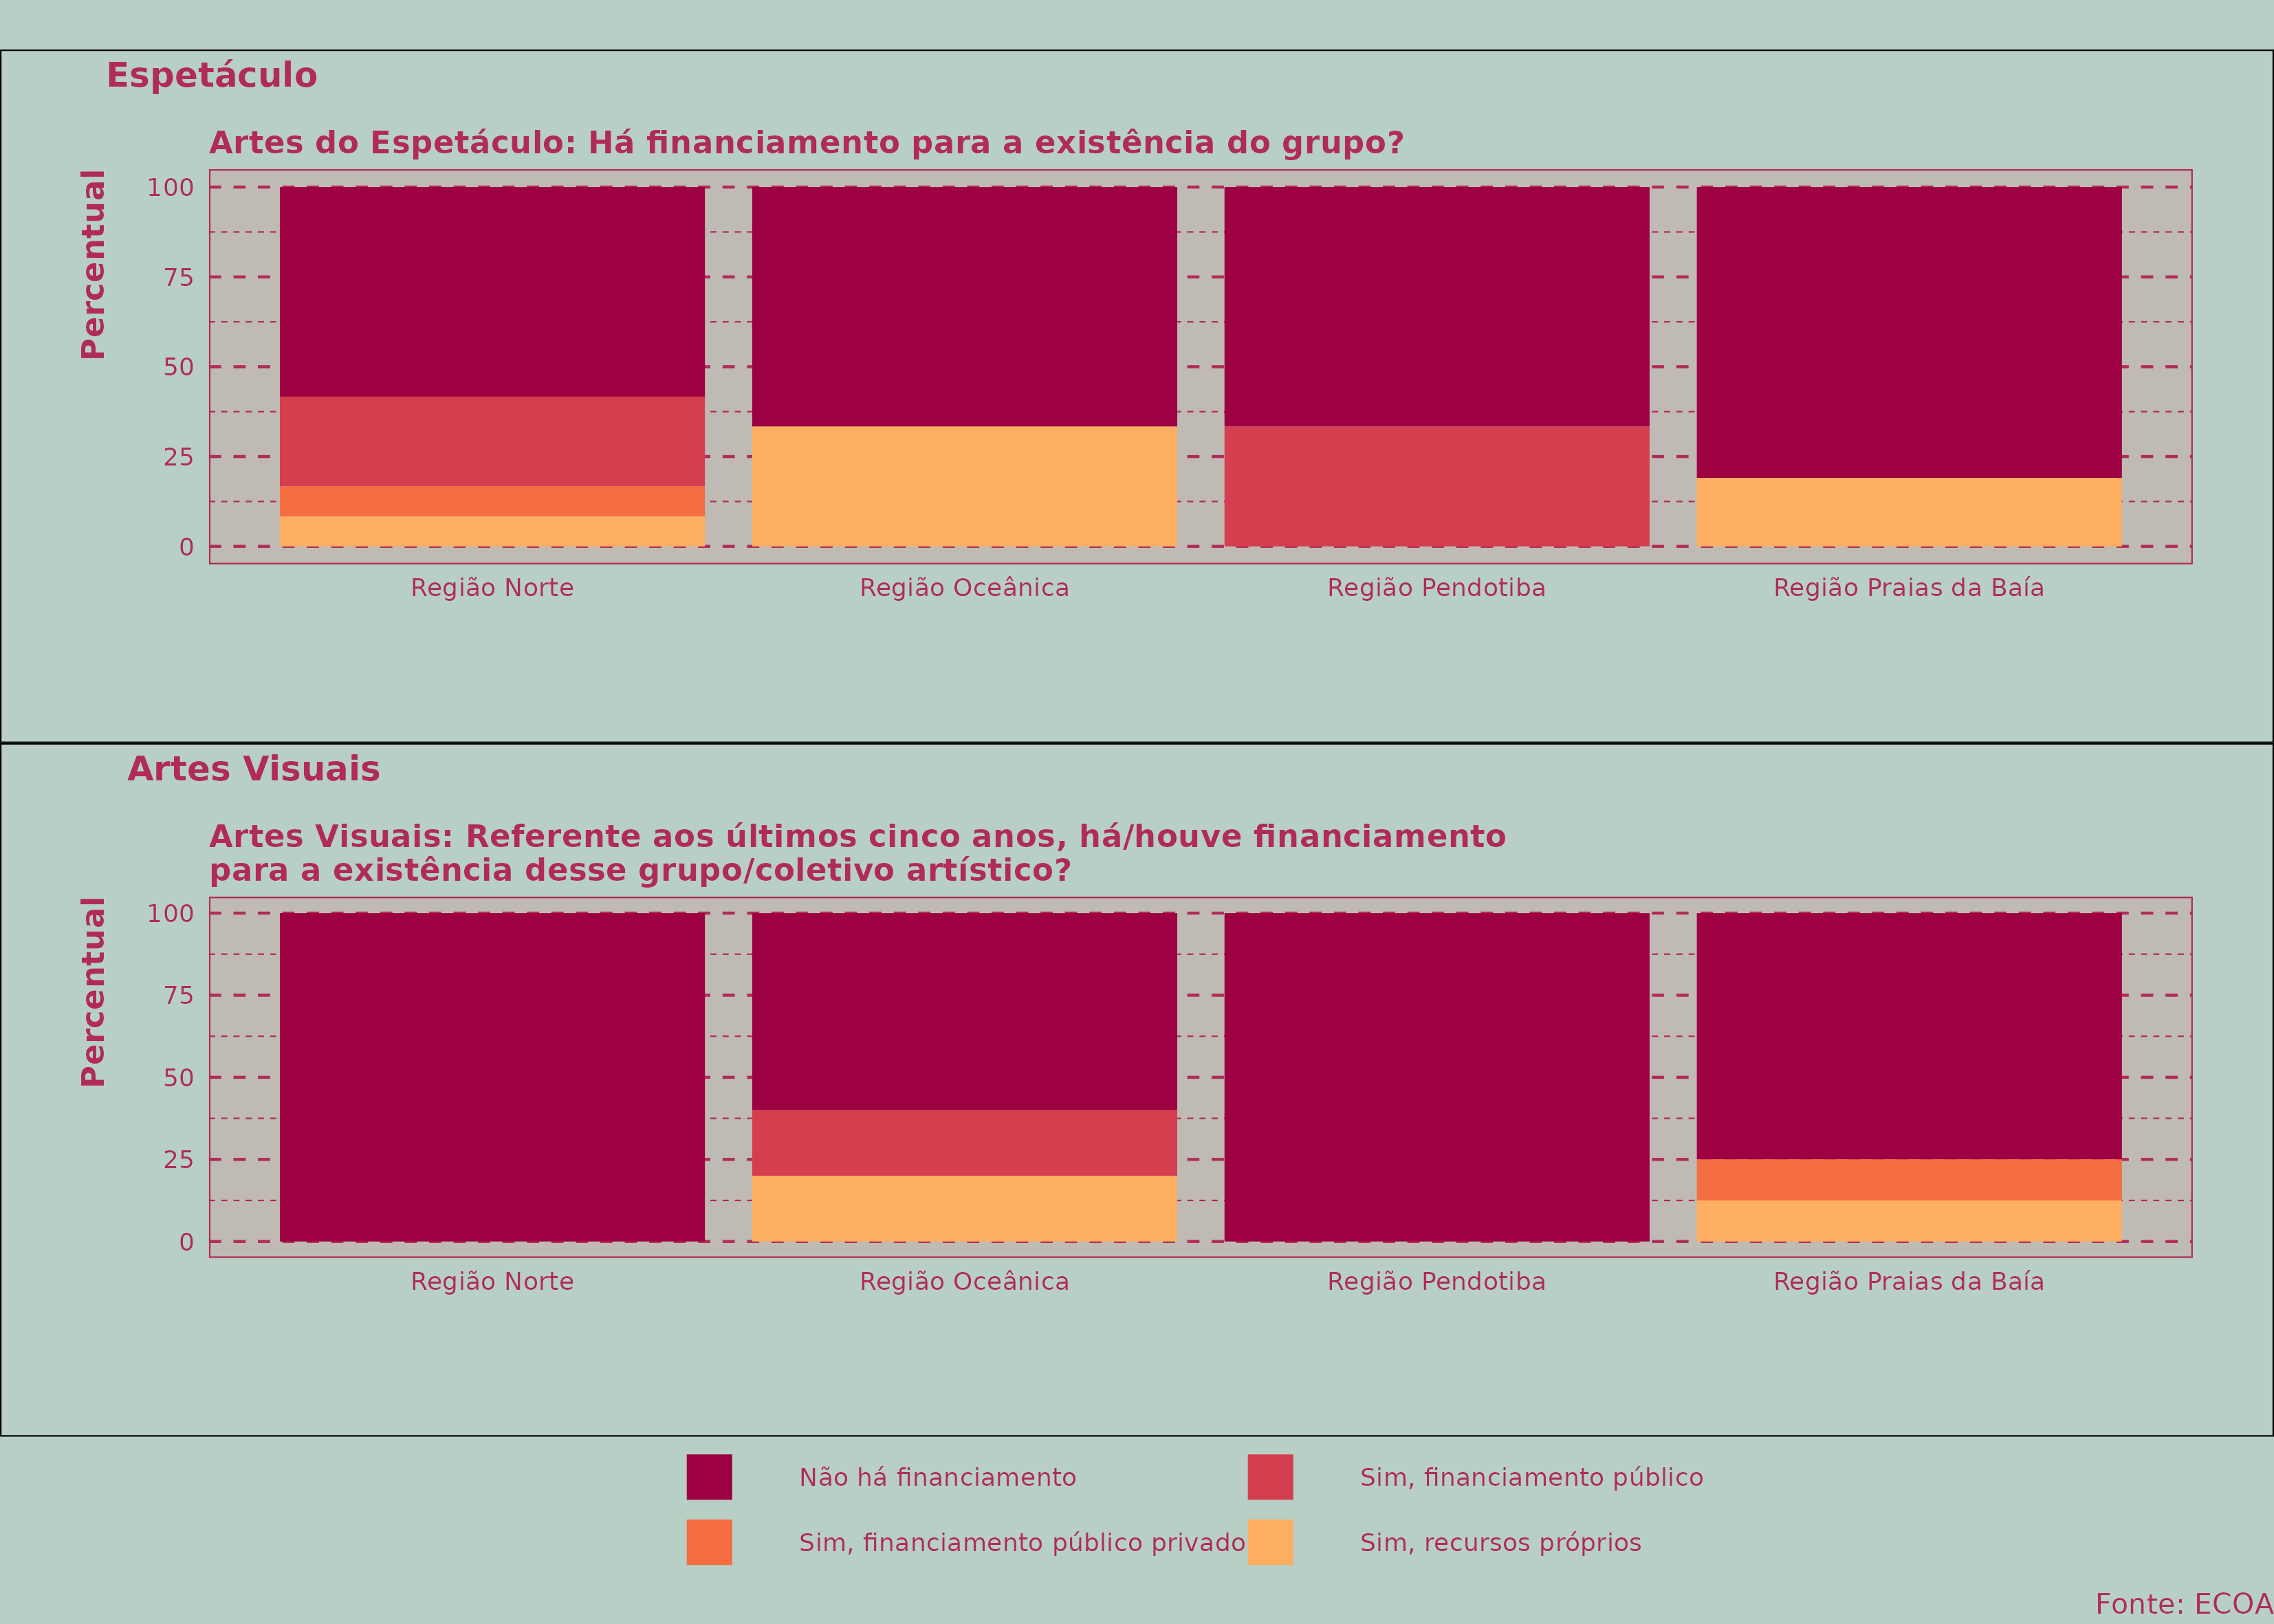 Espetáculo
Artes do Espetáculo: Há financiamento para a existência do grupo?
Percentual
100
75
50
25
0
Região Norte
Região Oceânica
Região Pendotiba
Região Praias da Baía
Artes Visuais
Artes Visuais: Referente aos últimos cinco anos, há/houve financiamento
para a existência desse grupo/coletivo artístico?
Percentual
100
75
50
25
0
Região Norte
Região Oceânica
Região Pendotiba
Região Praias da Baía
Não há financiamento
Sim, financiamento público
Sim, financiamento público privado
Sim, recursos próprios
Fonte: ECOA